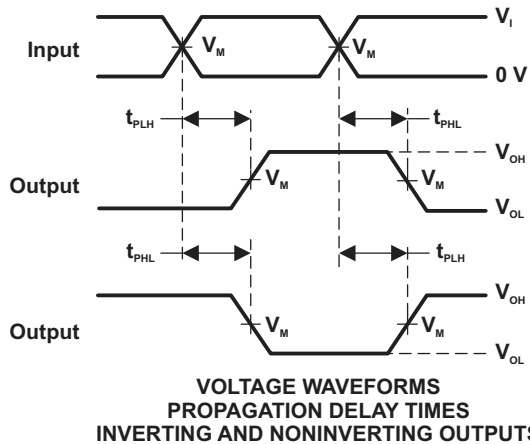 V_I
Input
V_M
V_M
0 V
t_PLH
t_PHL
V_OH
Output
V_M
V_M
V_OL
t_PHL
t_PLH
V_OH
Output
V_M
V_M
V_OL
VOLTAGE WAVEFORMS
PROPAGATION DELAY TIMES
INVERTING AND NONINVERTING OUTPUTS